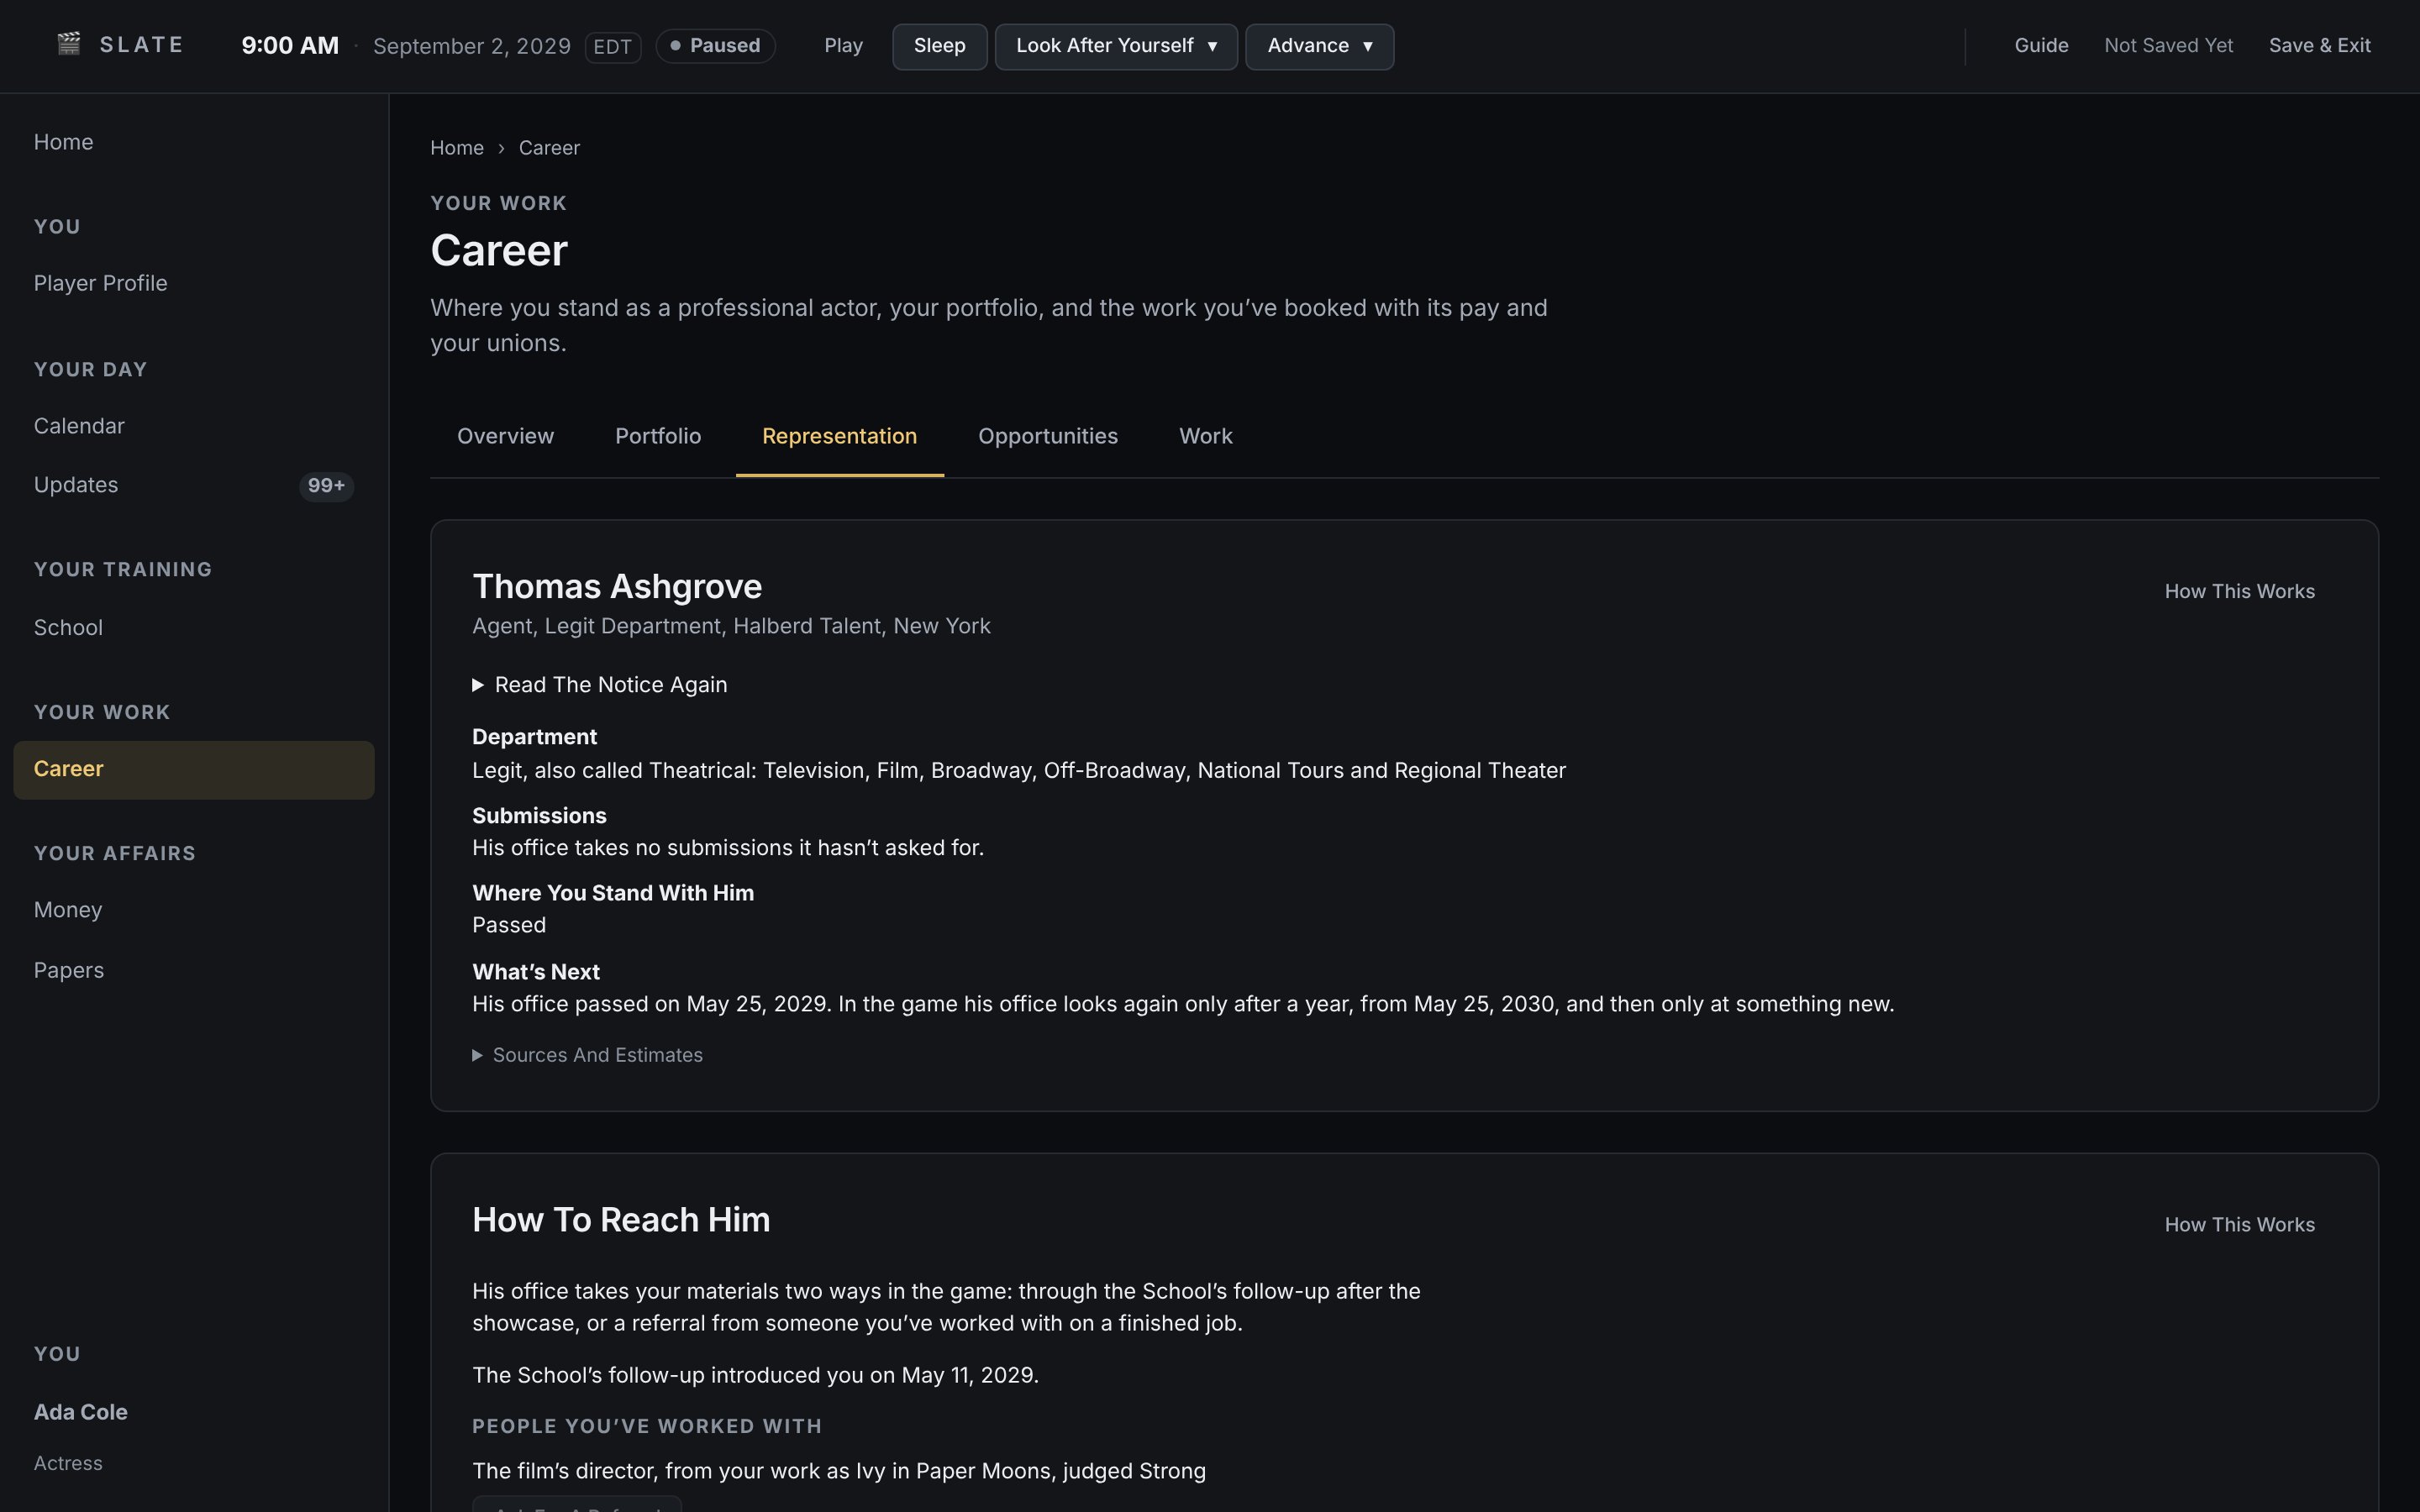 SLATE
9:00 AM · September 2, 2029 EDT Paused
Play
Sleep
Look After Yourself ▾
Advance ▾
Guide
Not Saved Yet
Save & Exit
Home
YOU
Player Profile
YOUR DAY
Calendar
Updates 99+
YOUR TRAINING
School
YOUR WORK
Career
YOUR AFFAIRS
Money
Papers
YOU
Ada Cole
Actress
Home › Career
YOUR WORK
Career
Where you stand as a professional actor, your portfolio, and the work you’ve booked with its pay and
your unions.
Overview
Portfolio
Representation
Opportunities
Work
Thomas Ashgrove
How This Works
Agent, Legit Department, Halberd Talent, New York
Read The Notice Again
Department
Legit, also called Theatrical: Television, Film, Broadway, Off-Broadway, National Tours and Regional Theater
Submissions
His office takes no submissions it hasn’t asked for.
Where You Stand With Him
Passed
What’s Next
His office passed on May 25, 2029. In the game his office looks again only after a year, from May 25, 2030, and then only at something new.
Sources And Estimates
How To Reach Him
How This Works
His office takes your materials two ways in the game: through the School’s follow-up after the
showcase, or a referral from someone you’ve worked with on a finished job.
The School’s follow-up introduced you on May 11, 2029.
PEOPLE YOU’VE WORKED WITH
The film’s director, from your work as Ivy in Paper Moons, judged Strong